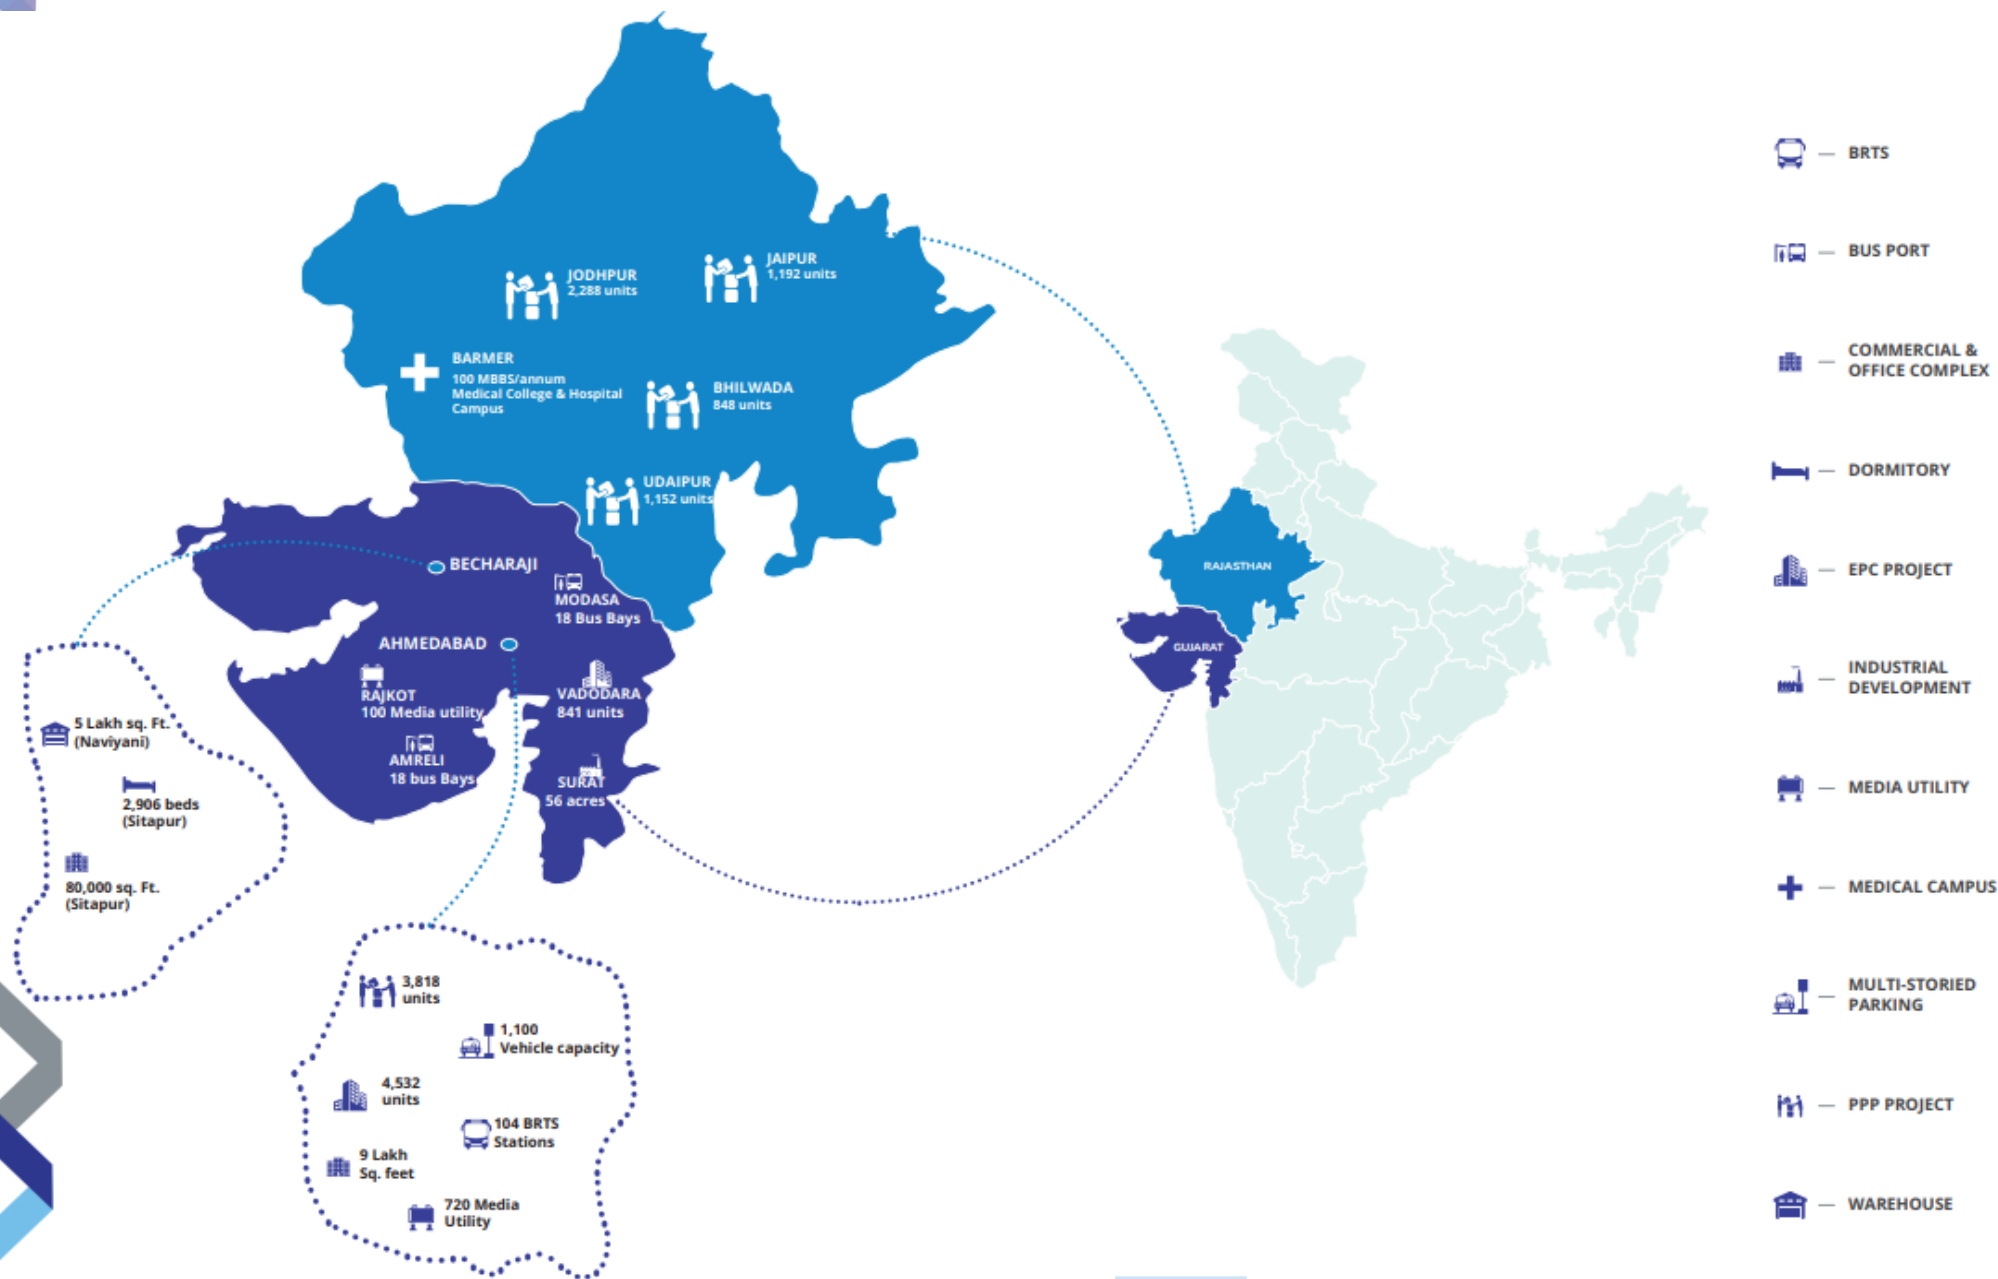 JODHPUR
2,288 units
JAIPUR
1,192 units
BARMER
100 MBBS/annum
Medical College & Hospital
Campus
BHILWADA
848 units
UDAIPUR
1,152 units
BECHARAJI
MODASA
18 Bus Bays
AHMEDABAD
RAJKOT
100 Media utility
VADODARA
841 units
AMRELI
18 bus Bays
SURAT
56 acres
5 Lakh sq. Ft.
(Naviyani)
2,906 beds
(Sitapur)
80,000 sq. Ft.
(Sitapur)
3,818
units
1,100
Vehicle capacity
4,532
units
104 BRTS
Stations
9 Lakh
Sq. feet
720 Media
Utility
RAJASTHAN
GUJARAT
BRTS
BUS PORT
COMMERCIAL &
OFFICE COMPLEX
DORMITORY
EPC PROJECT
INDUSTRIAL
DEVELOPMENT
MEDIA UTILITY
MEDICAL CAMPUS
MULTI-STORIED
PARKING
PPP PROJECT
WAREHOUSE